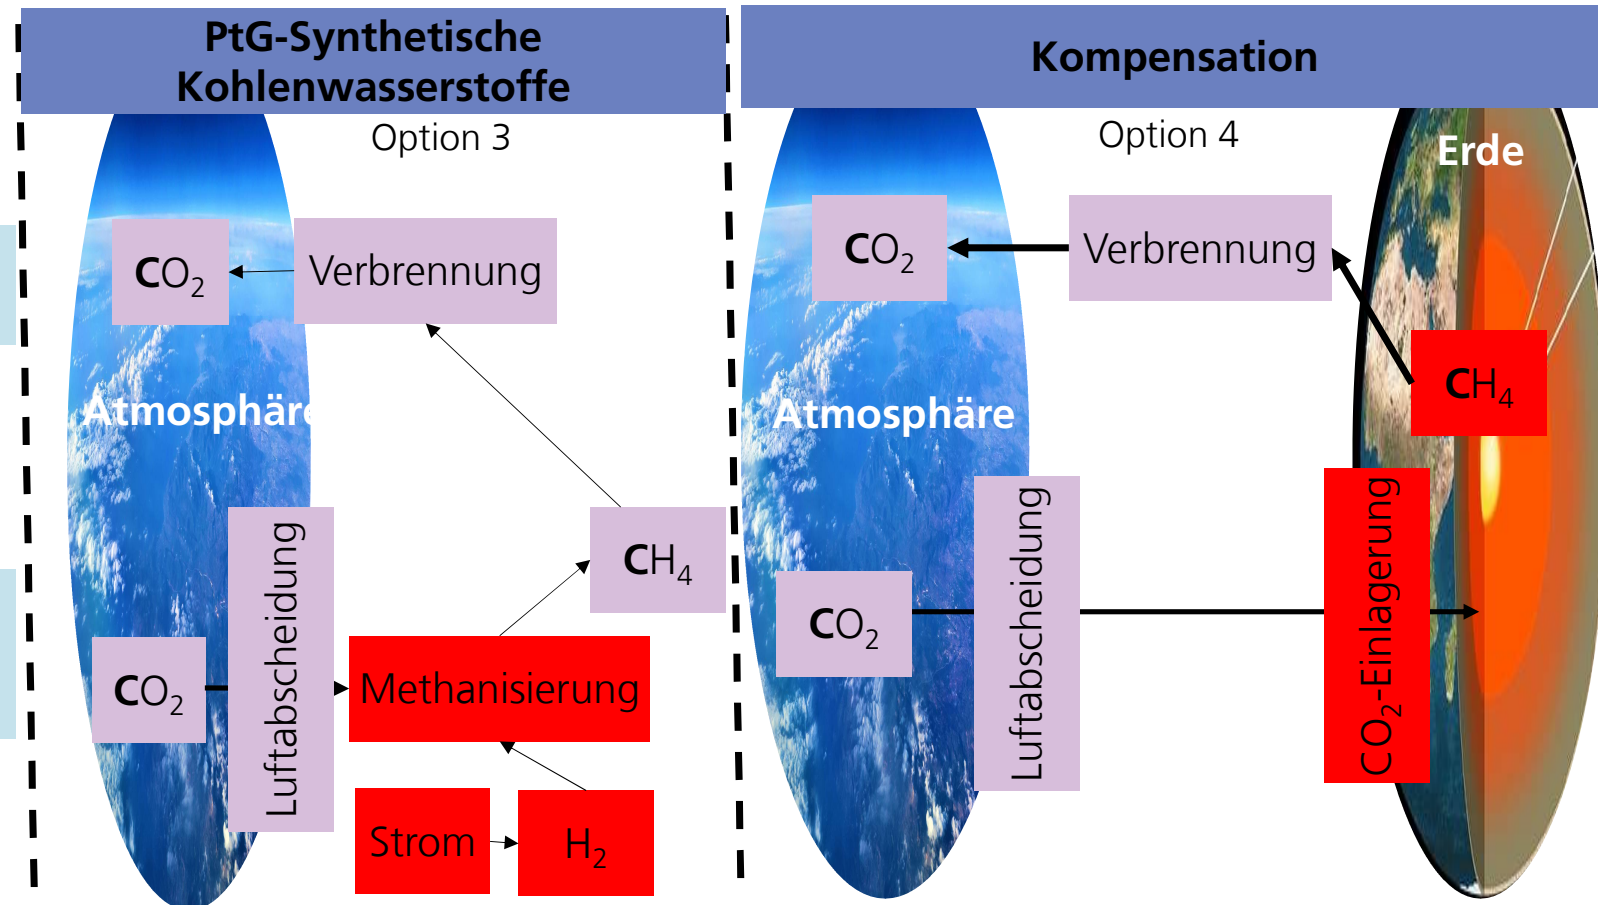 PtG-Synthetische
Kohlenwasserstoffe
Option 3
CO₂
Verbrennung
Atmosphäre
CH₄
Luftabscheidung
CO₂
Methanisierung
Strom
H₂
Kompensation
Option 4
Erde
CO₂
Verbrennung
CH₄
Atmosphäre
Luftabscheidung
CO₂
CO₂-Einlagerung